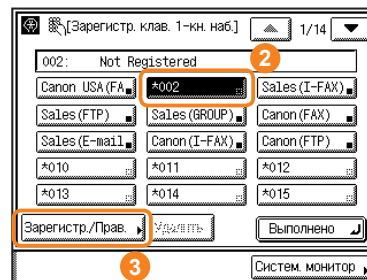 [Зарегистр. клав. 1-кн. наб.] 1/14
002: Not Registered
2
Canon USA(FA *002 Sales(I-FAX)
Sales(FTP) Sales(GROUP) Canon(FAX)
Sales(E-mail Canon(I-FAX) Canon(FTP)
*010 *011 *012
*013 *014 *015
Зарегистр./Прав. Удалить Выполнено
3
Систем. монитор